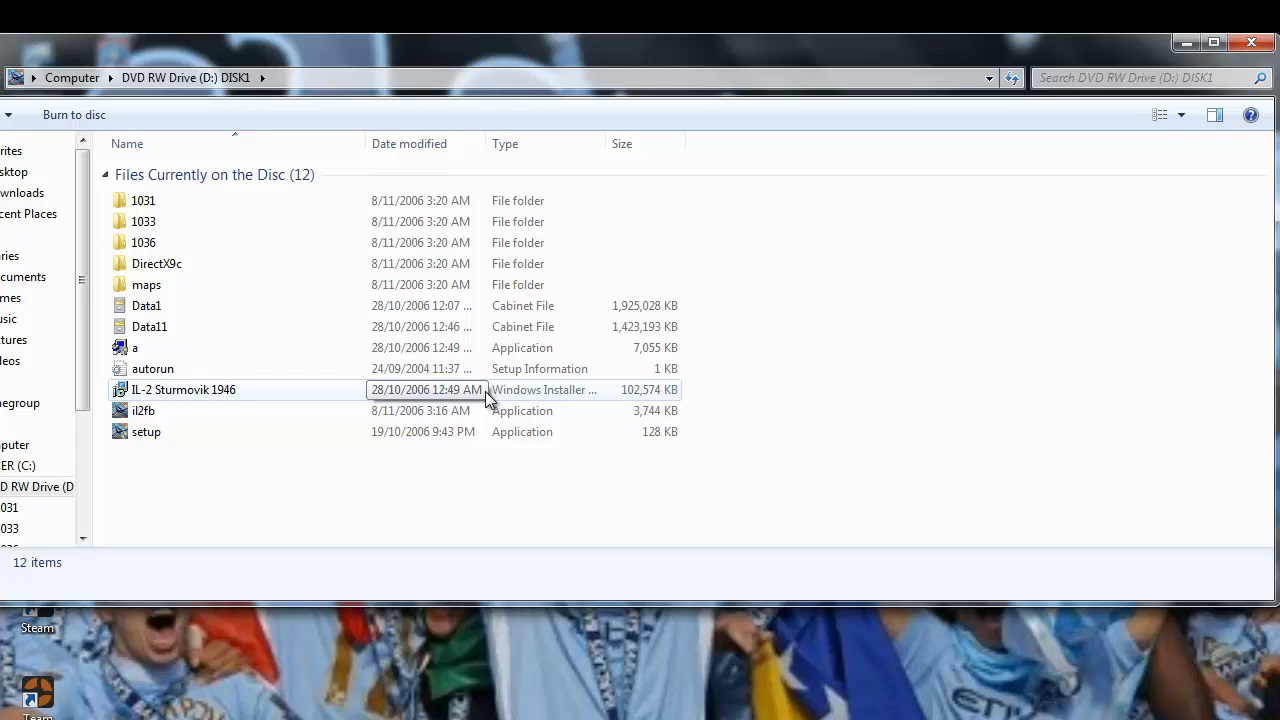 Computer DVD RW Drive (D:) DISK1 Search DVD RW Drive (D:) DISK1
Burn to disc
Name Date modified Type Size
Files Currently on the Disc (12)
1031 8/11/2006 3:20 AM File folder
1033 8/11/2006 3:20 AM File folder
1036 8/11/2006 3:20 AM File folder
DirectX9c 8/11/2006 3:20 AM File folder
maps 8/11/2006 3:20 AM File folder
Data1 28/10/2006 12:07 ... Cabinet File 1,925,028 KB
Data11 28/10/2006 12:46 ... Cabinet File 1,423,193 KB
a 28/10/2006 12:49 ... Application 7,055 KB
autorun 24/09/2004 11:37 ... Setup Information 1 KB
IL-2 Sturmovik 1946 28/10/2006 12:49 AM Windows Installer ... 102,574 KB
il2fb 8/11/2006 3:16 AM Application 3,744 KB
setup 19/10/2006 9:43 PM Application 128 KB
rites
sktop
wnloads
cent Places
ries
cuments
mes
usic
tures
eos
megroup
mputer
ER (C:)
D RW Drive (D
031
033
12 items
Steam
Team
ETIH